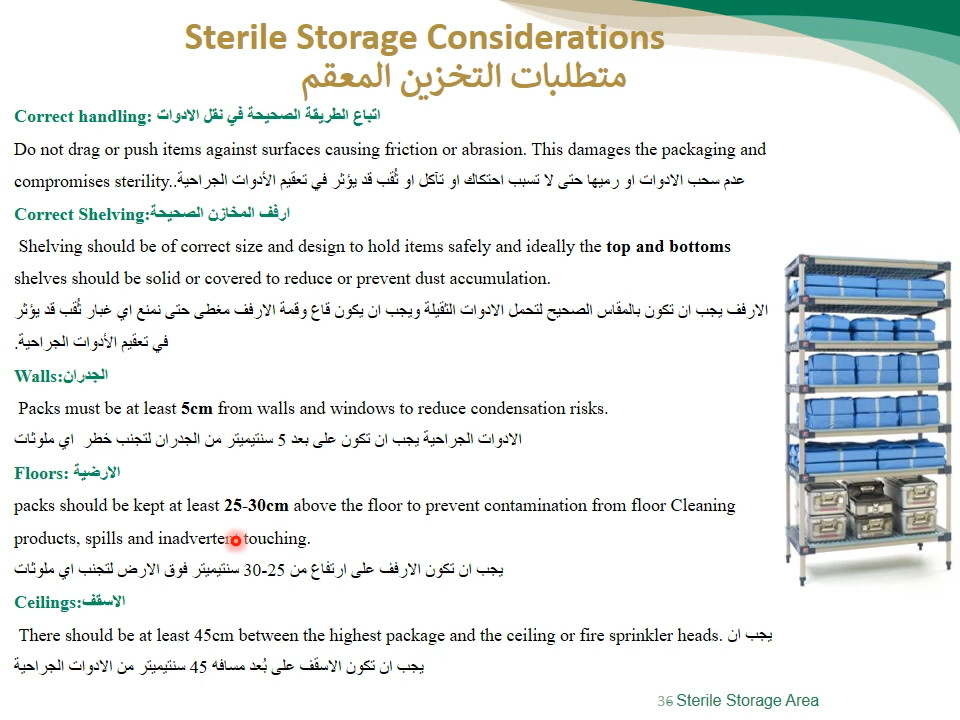 Sterile Storage Considerations
متطلبات التخزين المعقم
Correct handling: اتباع الطريقة الصحيحة في نقل الادوات
Do not drag or push items against surfaces causing friction or abrasion. This damages the packaging and
compromises sterility..عدم سحب الادوات او رميها حتى لا تسبب احتكاك او تآكل او ثُقب قد يؤثر في تعقيم الأدوات الجراحية
Correct Shelving:ارفف المخازن الصحيحة
Shelving should be of correct size and design to hold items safely and ideally the top and bottoms
shelves should be solid or covered to reduce or prevent dust accumulation.
الارفف يجب ان تكون بالمقاس الصحيح لتحمل الادوات الثقيلة ويجب ان يكون قاع وقمة الارفف مغطى حتى نمنع اي غبار ثُقب قد يؤثر
في تعقيم الأدوات الجراحية.
Walls:الجدران
Packs must be at least 5cm from walls and windows to reduce condensation risks.
الادوات الجراحية يجب ان تكون على بعد 5 سنتيميتر من الجدران لتجنب خطر اي ملوثات
Floors: الارضية
packs should be kept at least 25-30cm above the floor to prevent contamination from floor Cleaning
products, spills and touching.
يجب ان تكون الارفف على ارتفاع من 25-30 سنتيميتر فوق الارض لتجنب اي ملوثات
Ceilings:الاسقف
There should be at least 45cm between the highest package and the ceiling or fire sprinkler heads. يجب ان
يجب ان تكون الاسقف على بُعد مسافه 45 سنتيميتر من الادوات الجراحية
36 Sterile Storage Area